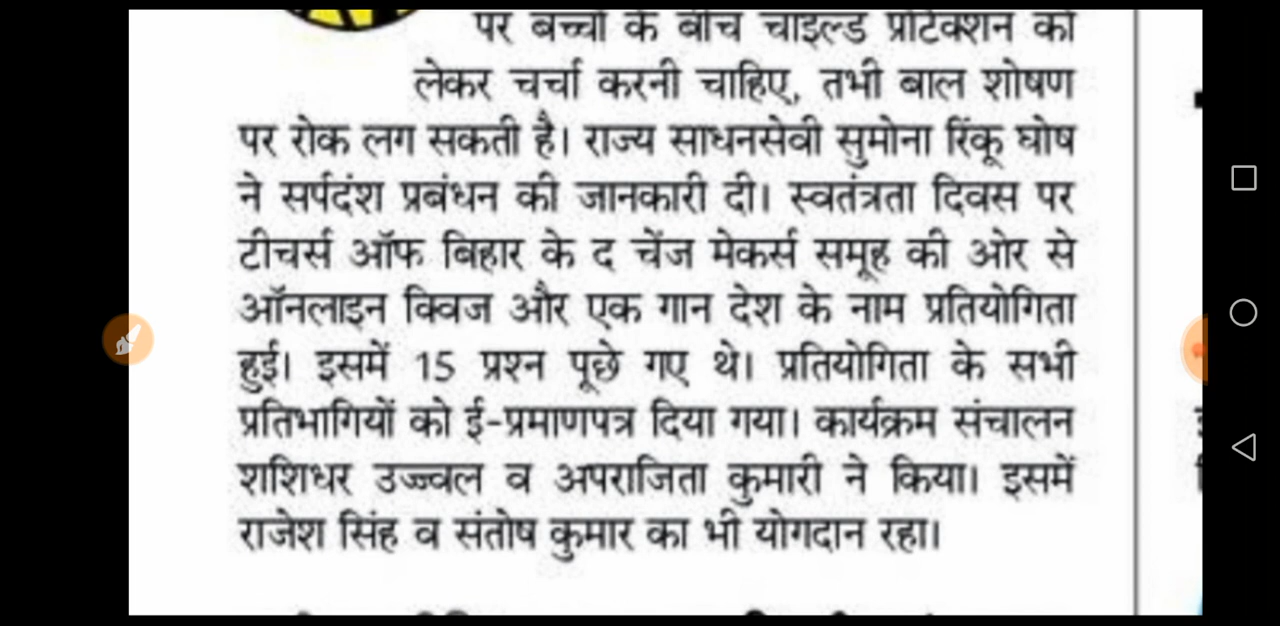 पर बच्चों के बीच चाइल्ड प्रोटेक्शन को
लेकर चर्चा करनी चाहिए, तभी बाल शोषण
पर रोक लग सकती है। राज्य साधनसेवी सुमोना रिंकू घोष
ने सर्पदंश प्रबंधन की जानकारी दी। स्वतंत्रता दिवस पर
टीचर्स ऑफ बिहार के द चेंज मेकर्स समूह की ओर से
ऑनलाइन क्विज और एक गान देश के नाम प्रतियोगिता
हुई। इसमें 15 प्रश्न पूछे गए थे। प्रतियोगिता के सभी
प्रतिभागियों को ई-प्रमाणपत्र दिया गया। कार्यक्रम संचालन
शशिधर उज्ज्वल व अपराजिता कुमारी ने किया। इसमें
राजेश सिंह व संतोष कुमार का भी योगदान रहा।